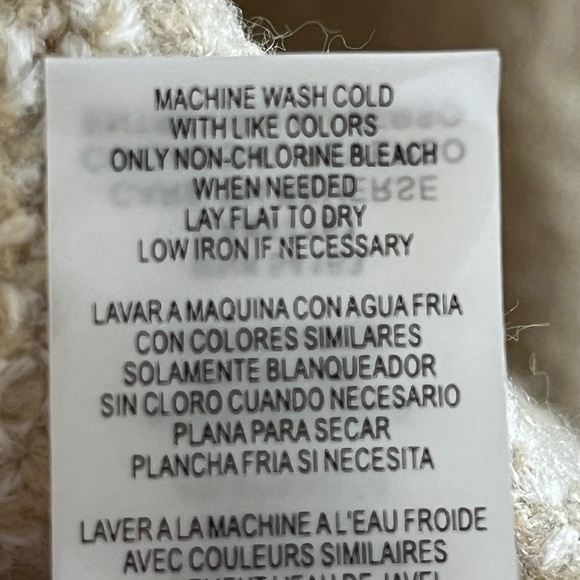 MACHINE WASH COLD
WITH LIKE COLORS
ONLY NON-CHLORINE BLEACH
WHEN NEEDED
LAY FLAT TO DRY
LOW IRON IF NECESSARY
LAVAR A MAQUINA CON AGUA FRIA
CON COLORES SIMILARES
SOLAMENTE BLANQUEADOR
SIN CLORO CUANDO NECESARIO
PLANA PARA SECAR
PLANCHA FRIA SI NECESITA
LAVER A LA MACHINE A L'EAU FROIDE
AVEC COULEURS SIMILAIRES